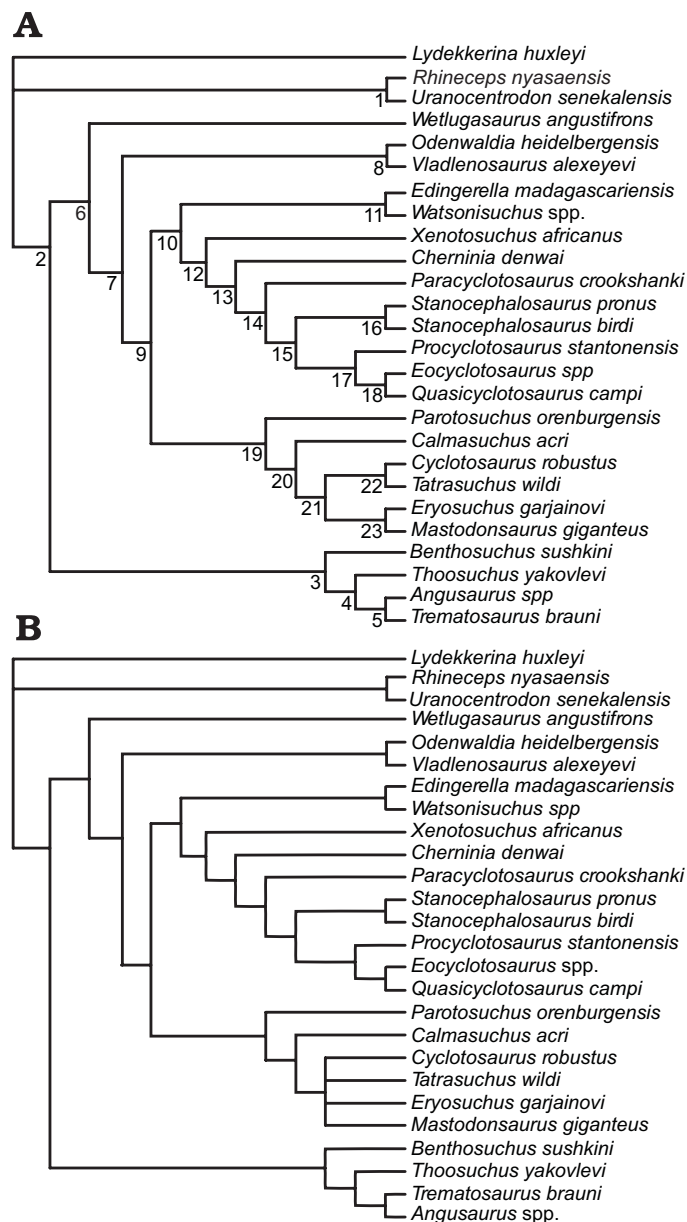 A
Lydekkerina huxleyi
Rhineceps nyasaensis
1 Uranocentrodon senekalensis
Wetlugasaurus angustifrons
Odenwaldia heidelbergensis
8 Vladlenosaurus alexeyevi
6
Edingerella madagascariensis
11 Watsonisuchus spp.
10
Xenotosuchus africanus
2
12
Cherninia denwai
7
13
Paracyclotosaurus crookshanki
14
Stanocephalosaurus pronus
16 Stanocephalosaurus birdi
9
15
Procyclotosaurus stantonensis
17
Eocyclotosaurus spp
18 Quasicyclotosaurus campi
Parotosuchus orenburgensis
19
Calmasuchus acri
20
Cyclotosaurus robustus
22 Tatrasuchus wildi
21
Eryosuchus garjainovi
23 Mastodonsaurus giganteus
Benthosuchus sushkini
3
Thoosuchus yakovlevi
4
Angusaurus spp
5 Trematosaurus brauni
B
Lydekkerina huxleyi
Rhineceps nyasaensis
Uranocentrodon senekalensis
Wetlugasaurus angustifrons
Odenwaldia heidelbergensis
Vladlenosaurus alexeyevi
Edingerella madagascariensis
Watsonisuchus spp
Xenotosuchus africanus
Cherninia denwai
Paracyclotosaurus crookshanki
Stanocephalosaurus pronus
Stanocephalosaurus birdi
Procyclotosaurus stantonensis
Eocyclotosaurus spp.
Quasicyclotosaurus campi
Parotosuchus orenburgensis
Calmasuchus acri
Cyclotosaurus robustus
Tatrasuchus wildi
Eryosuchus garjainovi
Mastodonsaurus giganteus
Benthosuchus sushkini
Thoosuchus yakovlevi
Trematosaurus brauni
Angusaurus spp.